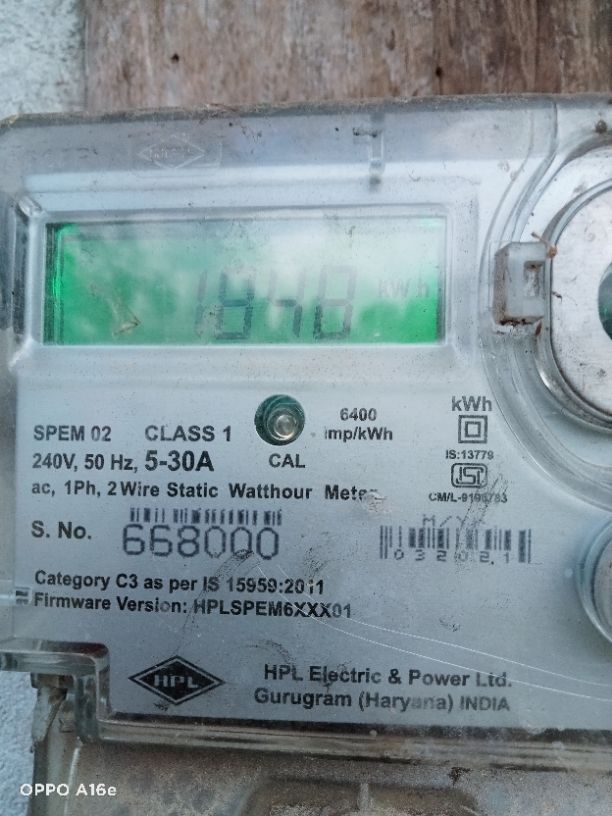 1848 kWh
SPEM 02 CLASS 1
6400
imp/kWh
kWh
240V, 50 Hz, 5-30A
CAL
IS:13779
ac, 1Ph, 2 Wire Static Watthour Meter
ISI
S. No. 668000
M/YY
032021
Category C3 as per IS 15959:2011
Firmware Version: HPLSPEM6XXX01
HPL
HPL Electric & Power Ltd.
Gurugram (Haryana) INDIA
OPPO A16e